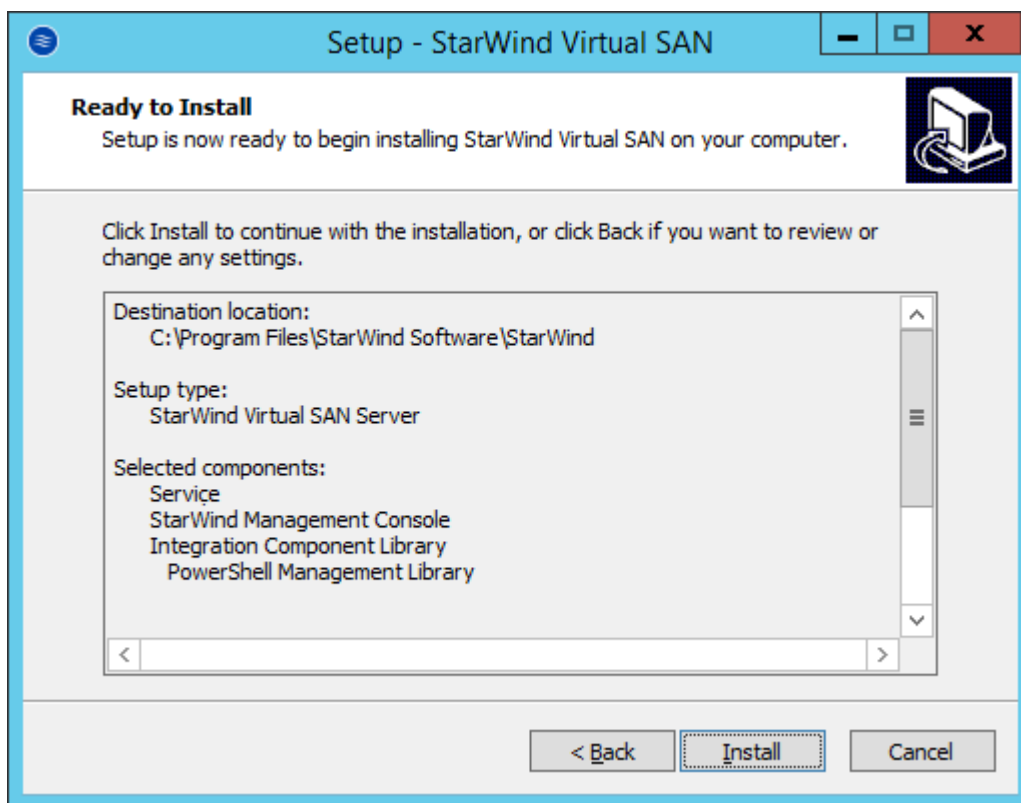 Setup - StarWind Virtual SAN
Ready to Install
Setup is now ready to begin installing StarWind Virtual SAN on your computer.
Click Install to continue with the installation, or click Back if you want to review or
change any settings.
Destination location:
C:\Program Files\StarWind Software\StarWind
Setup type:
StarWind Virtual SAN Server
Selected components:
Service
StarWind Management Console
Integration Component Library
PowerShell Management Library
< Back
Install
Cancel